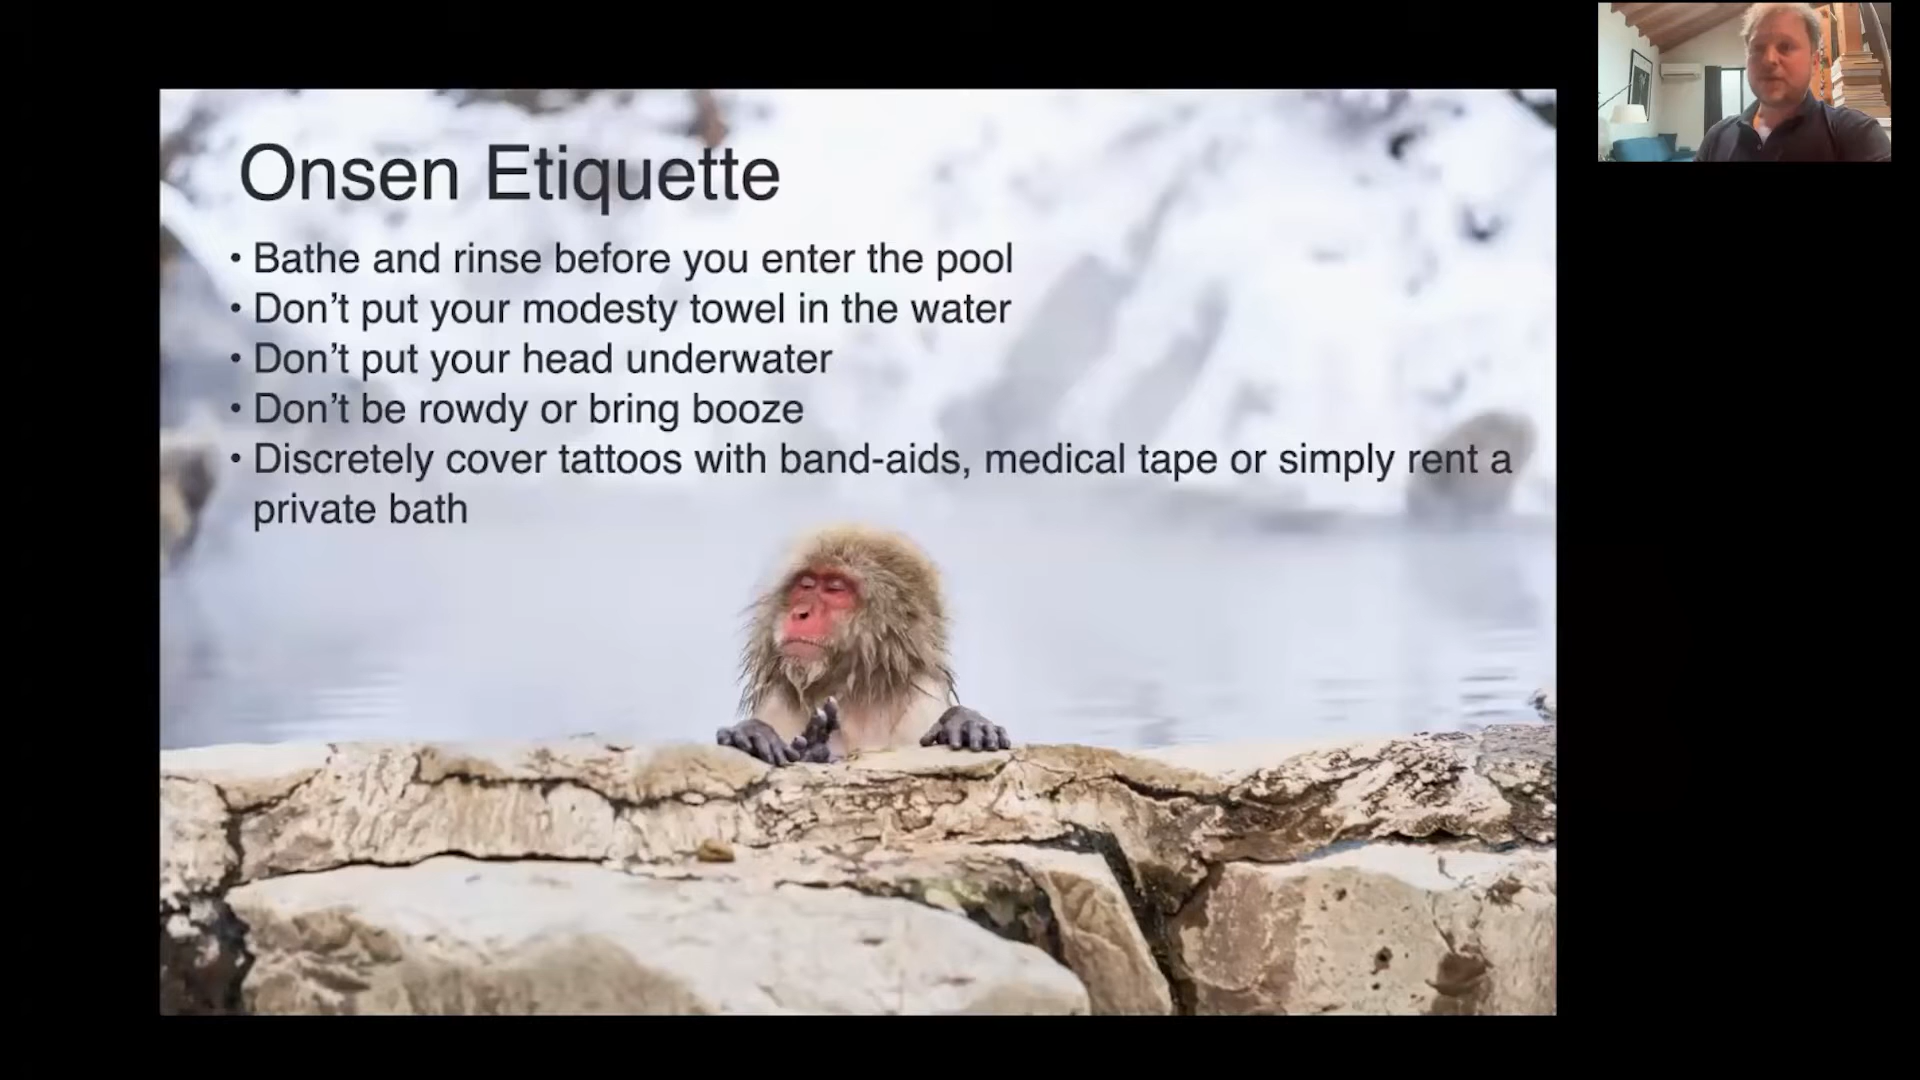 Onsen Etiquette
• Bathe and rinse before you enter the pool
• Don’t put your modesty towel in the water
• Don’t put your head underwater
• Don’t be rowdy or bring booze
• Discretely cover tattoos with band-aids, medical tape or simply rent a
private bath